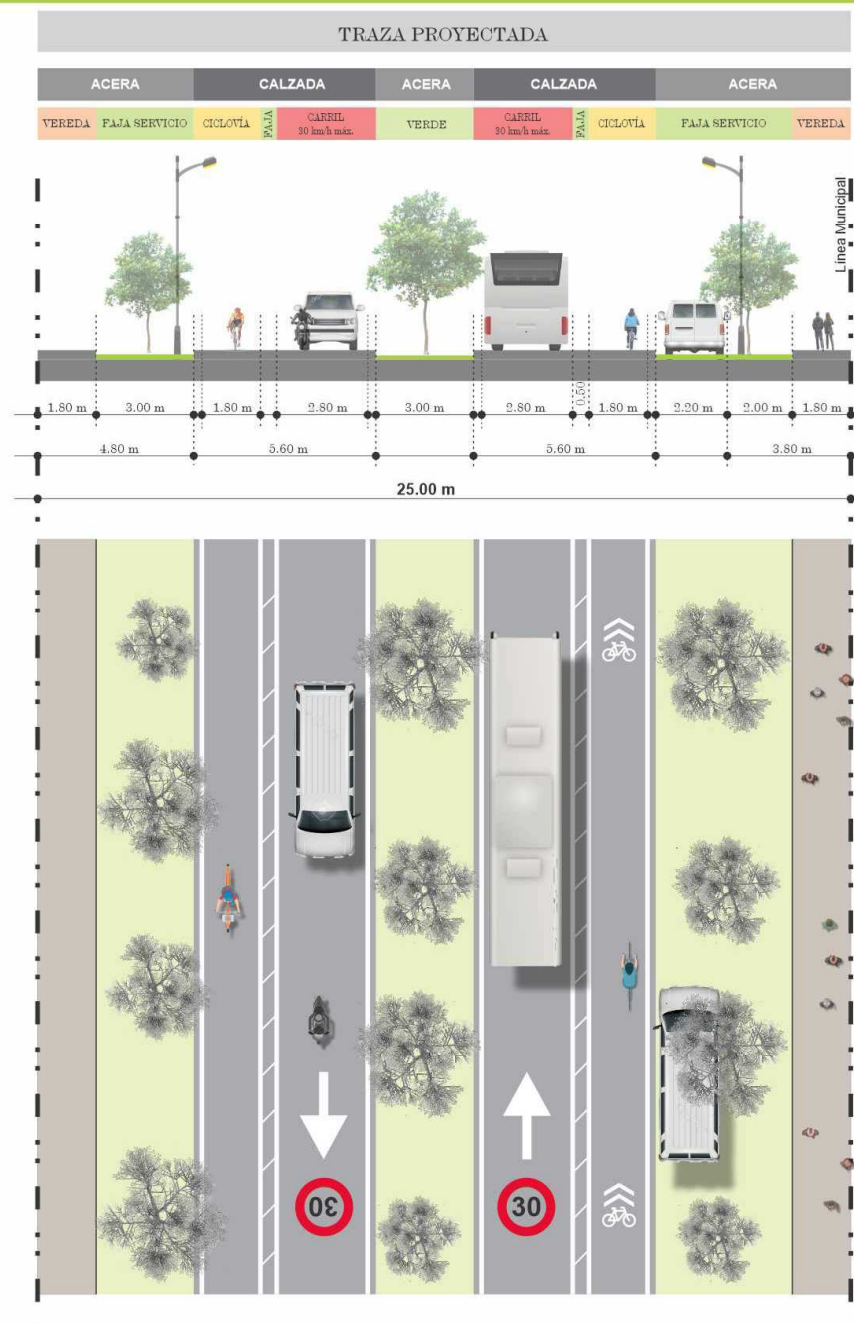 TRAZA PROYECTADA
ACERA CALZADA ACERA CALZADA ACERA
VEREDA FAJA SERVICIO CICLOVÍA FAJA CARRIL 30 km/h máx. VERDE CARRIL 30 km/h máx. FAJA CICLOVÍA FAJA SERVICIO VEREDA
Línea Municipal
1.80 m 3.00 m 1.80 m 2.80 m 3.00 m 2.80 m 0.50 1.80 m 2.20 m 2.00 m 1.80 m
4.80 m 5.60 m 5.60 m 3.80 m
25.00 m
30 30